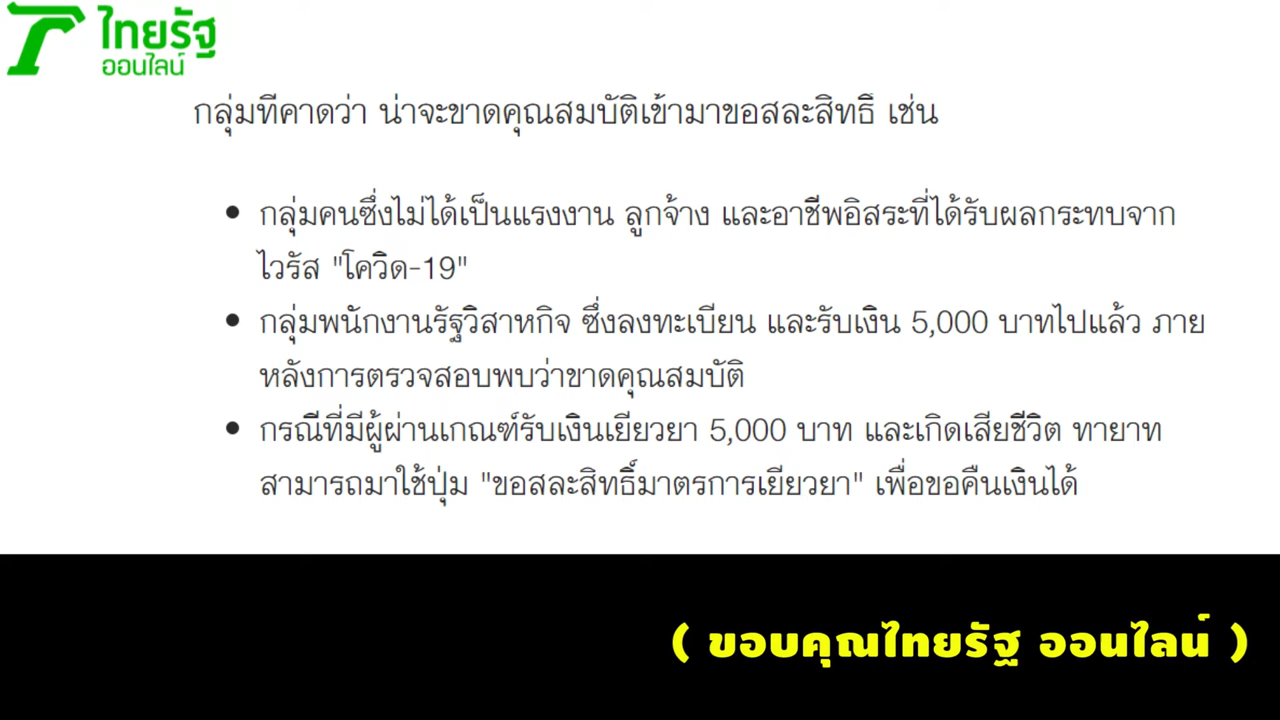 ไทยรัฐ
ออนไลน์
กลุ่มที่คาดว่า น่าจะขาดคุณสมบัติเข้ามาขอสละสิทธิ์ เช่น
กลุ่มคนซึ่งไม่ได้เป็นแรงงาน ลูกจ้าง และอาชีพอิสระที่ได้รับผลกระทบจาก
ไวรัส "โควิด-19"
กลุ่มพนักงานรัฐวิสาหกิจ ซึ่งลงทะเบียน และรับเงิน 5,000 บาทไปแล้ว ภาย
หลังการตรวจสอบพบว่าขาดคุณสมบัติ
กรณีที่มีผู้ผ่านเกณฑ์รับเงินเยียวยา 5,000 บาท และเกิดเสียชีวิต ทายาท
สามารถมาใช้ปุ่ม "ขอสละสิทธิ์มาตรการเยียวยา" เพื่อขอคืนเงินได้
( ขอบคุณไทยรัฐ ออนไลน์ )